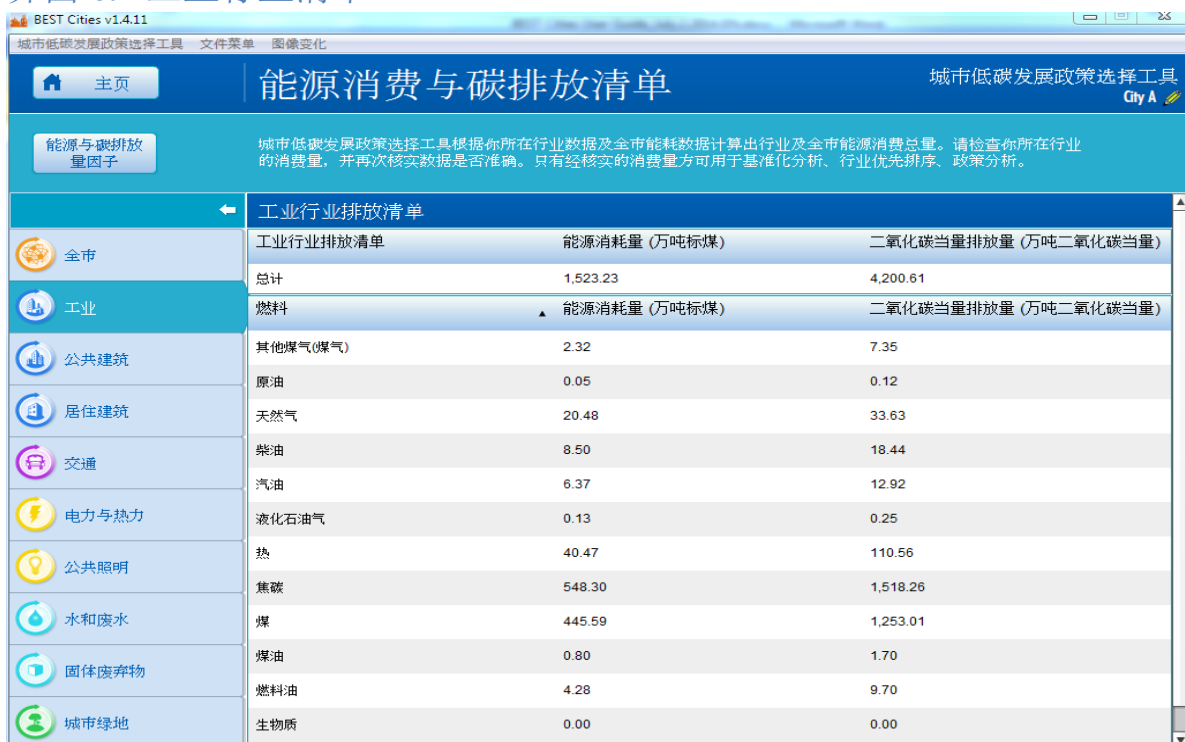 BEST Cities v1.4.11
城市低碳发展政策选择工具 文件菜单 图像变化
主页
能源消费与碳排放清单
城市低碳发展政策选择工具
City A
能源与碳排放
量因子
城市低碳发展政策选择工具根据你所在行业数据及全市能耗数据计算出行业及全市能源消费总量。请检查你所在行业
的消费量，并再次核实数据是否准确。只有经核实的消费量方可用于基准化分析、行业优先排序、政策分析。
工业行业排放清单
工业行业排放清单 能源消耗量 (万吨标煤) 二氧化碳当量排放量 (万吨二氧化碳当量)
总计 1,523.23 4,200.61
燃料 能源消耗量 (万吨标煤) 二氧化碳当量排放量 (万吨二氧化碳当量)
其他煤气(煤气) 2.32 7.35
原油 0.05 0.12
天然气 20.48 33.63
柴油 8.50 18.44
汽油 6.37 12.92
液化石油气 0.13 0.25
热 40.47 110.56
焦碳 548.30 1,518.26
煤 445.59 1,253.01
煤油 0.80 1.70
燃料油 4.28 9.70
生物质 0.00 0.00
全市
工业
公共建筑
居住建筑
交通
电力与热力
公共照明
水和废水
固体废弃物
城市绿地